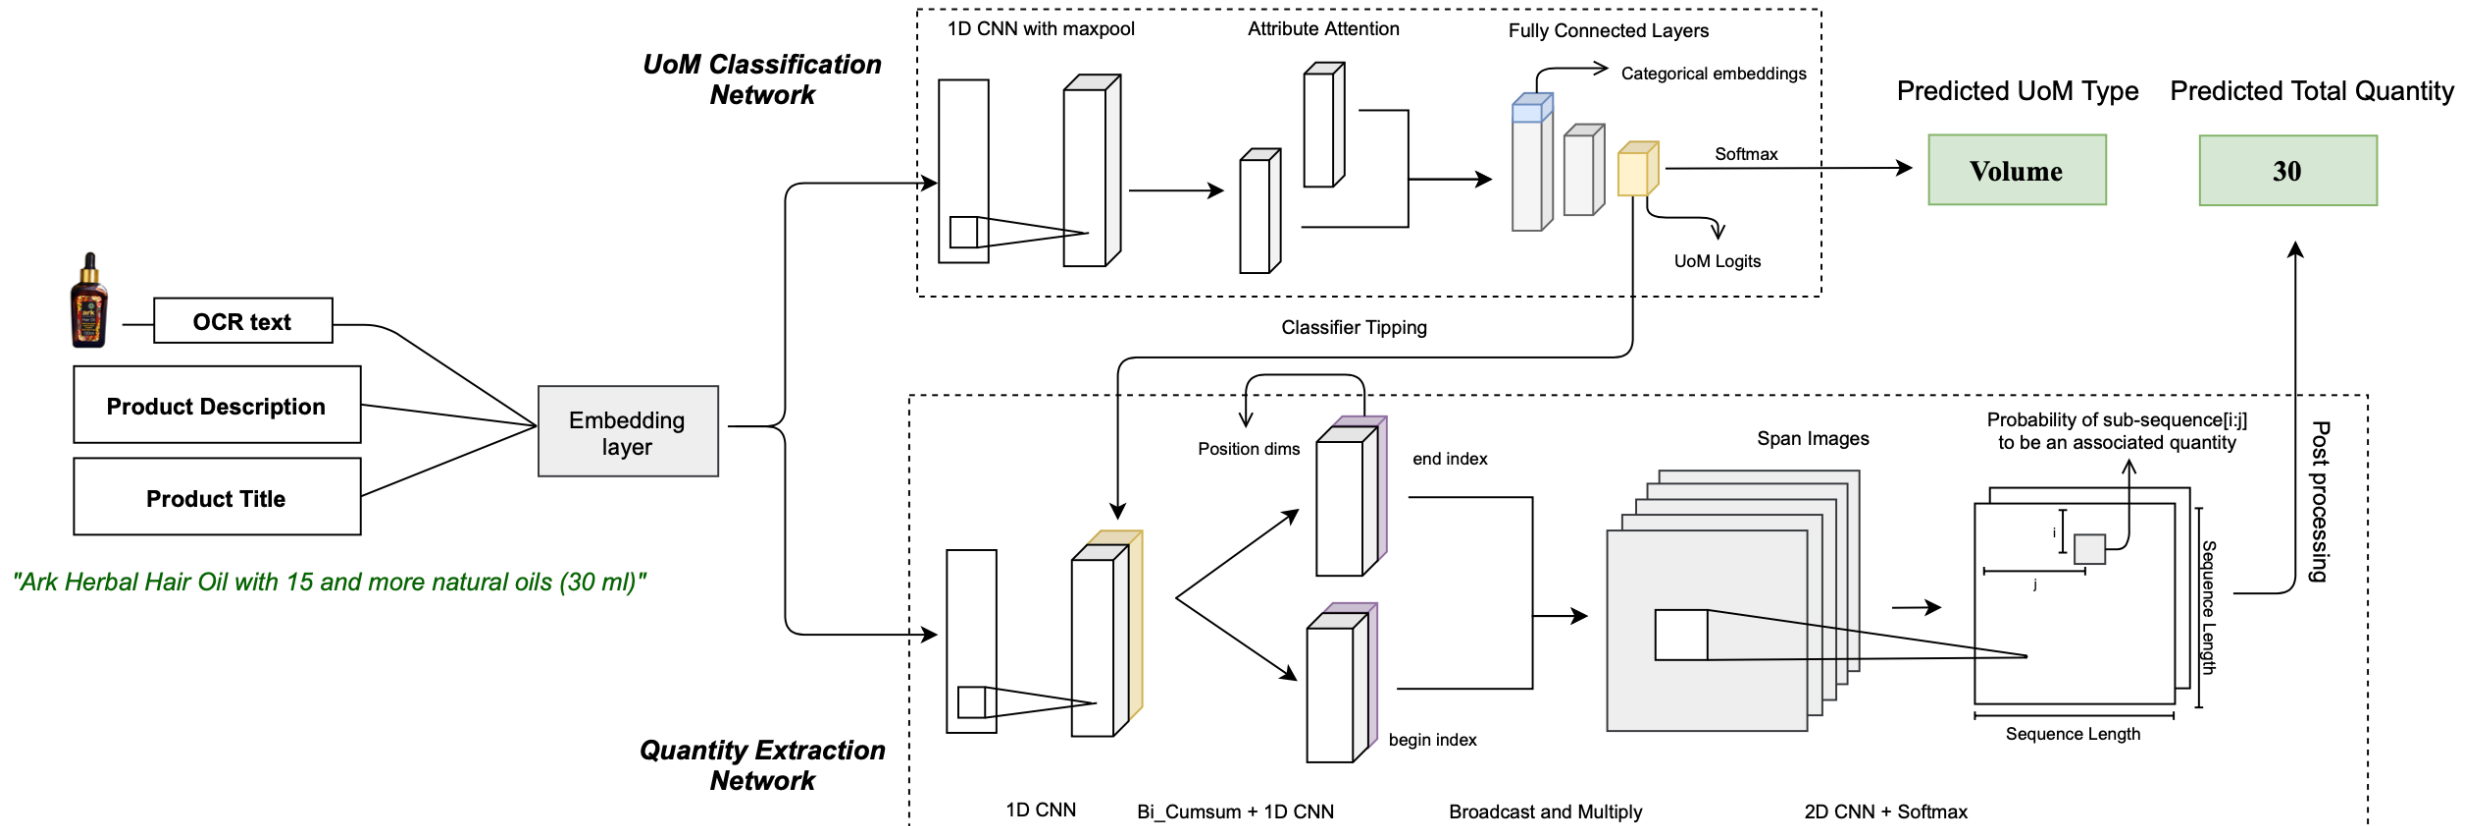 1D CNN with maxpool
Attribute Attention
Fully Connected Layers
UoM Classification
Network
Categorical embeddings
Predicted UoM Type
Predicted Total Quantity
Softmax
Volume
30
UoM Logits
OCR text
Classifier Tipping
Product Description
Embedding
layer
Product Title
"Ark Herbal Hair Oil with 15 and more natural oils (30 ml)"
Position dims
end index
Span Images
Probability of sub-sequence[i:j]
to be an associated quantity
Post processing
i
j
Sequence Length
Sequence Length
begin index
Quantity Extraction
Network
1D CNN
Bi_Cumsum + 1D CNN
Broadcast and Multiply
2D CNN + Softmax